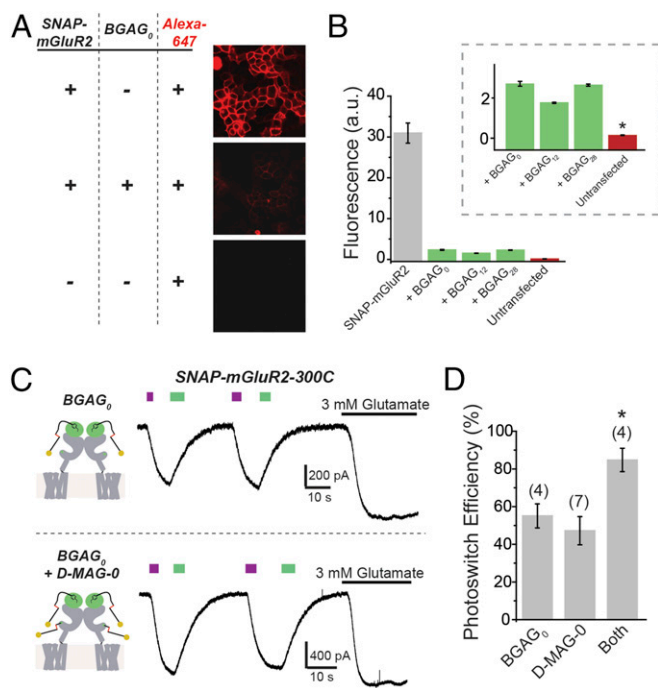 A
SNAP-
mGluR2
BGAG₀
Alexa-
647
+ - +
+ + +
- - +
B
Fluorescence (a.u.)
40
30
20
10
0
SNAP-mGluR2
+ BGAG₀
+ BGAG₁₂
+ BGAG₂₈
Untransfected
2
0
*
+ BGAG₀
+ BGAG₁₂
+ BGAG₂₈
Untransfected
C
BGAG₀
SNAP-mGluR2-300C
3 mM Glutamate
200 pA
10 s
BGAG₀
+ D-MAG-0
3 mM Glutamate
400 pA
10 s
D
Photoswitch Efficiency (%)
100
80
60
40
20
0
(4)
(7)
*
(4)
BGAG₀
D-MAG-0
Both